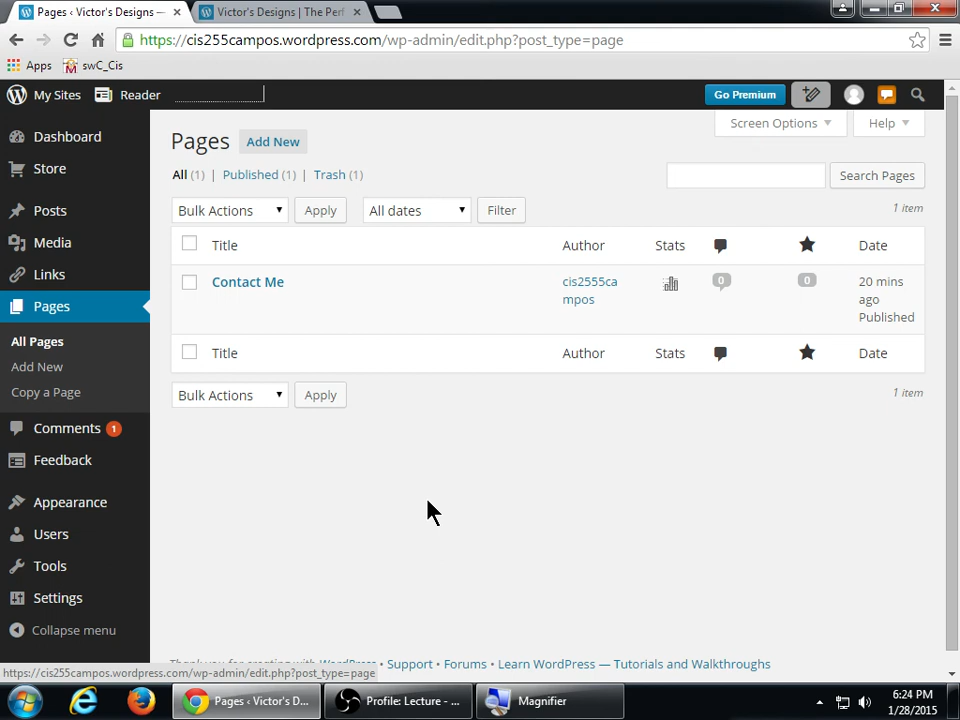 Pages ‹ Victor's Designs —
Victor's Designs | The Perf
https://cis255campos.wordpress.com/wp-admin/edit.php?post_type=page
Apps swC_Cis
My Sites Reader Go Premium
Screen Options Help
Pages Add New
All (1) | Published (1) | Trash (1)
Search Pages
Bulk Actions Apply All dates Filter
1 item
Title Author Stats Date
Contact Me cis2555ca
mpos 0 0 20 mins
ago
Published
Title Author Stats Date
Bulk Actions Apply
1 item
Dashboard
Store
Posts
Media
Links
Pages
All Pages
Add New
Copy a Page
Comments 1
Feedback
Appearance
Users
Tools
Settings
Collapse menu
Thank you for creating with WordPress • Support • Forums • Learn WordPress — Tutorials and Walkthroughs
https://cis255campos.wordpress.com/wp-admin/edit.php?post_type=page
Pages ‹ Victor's D...
Profile: Lecture - ...
Magnifier
6:24 PM
1/28/2015